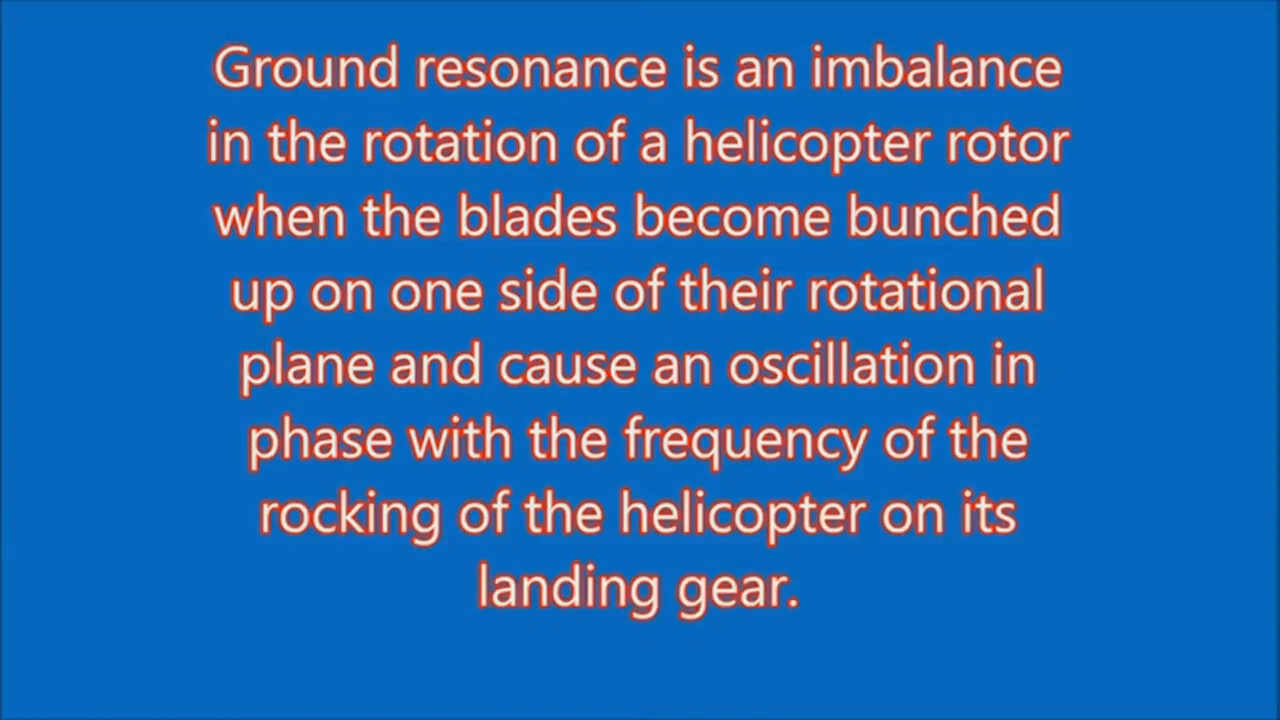 Ground resonance is an imbalance
in the rotation of a helicopter rotor
when the blades become bunched
up on one side of their rotational
plane and cause an oscillation in
phase with the frequency of the
rocking of the helicopter on its
landing gear.